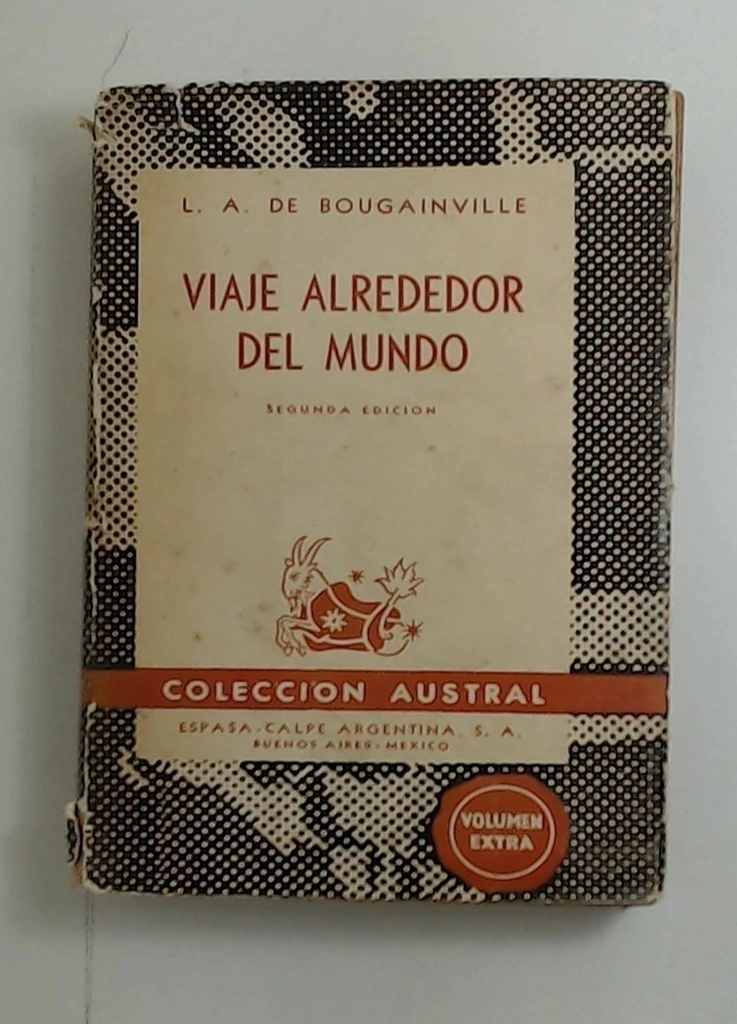 L. A. DE BOUGAINVILLE
VIAJE ALREDEDOR
DEL MUNDO
SEGUNDA EDICION
COLECCION AUSTRAL
ESPASA-CALPE ARGENTINA, S. A.
BUENOS AIRES-MEXICO
VOLUMEN
EXTRA